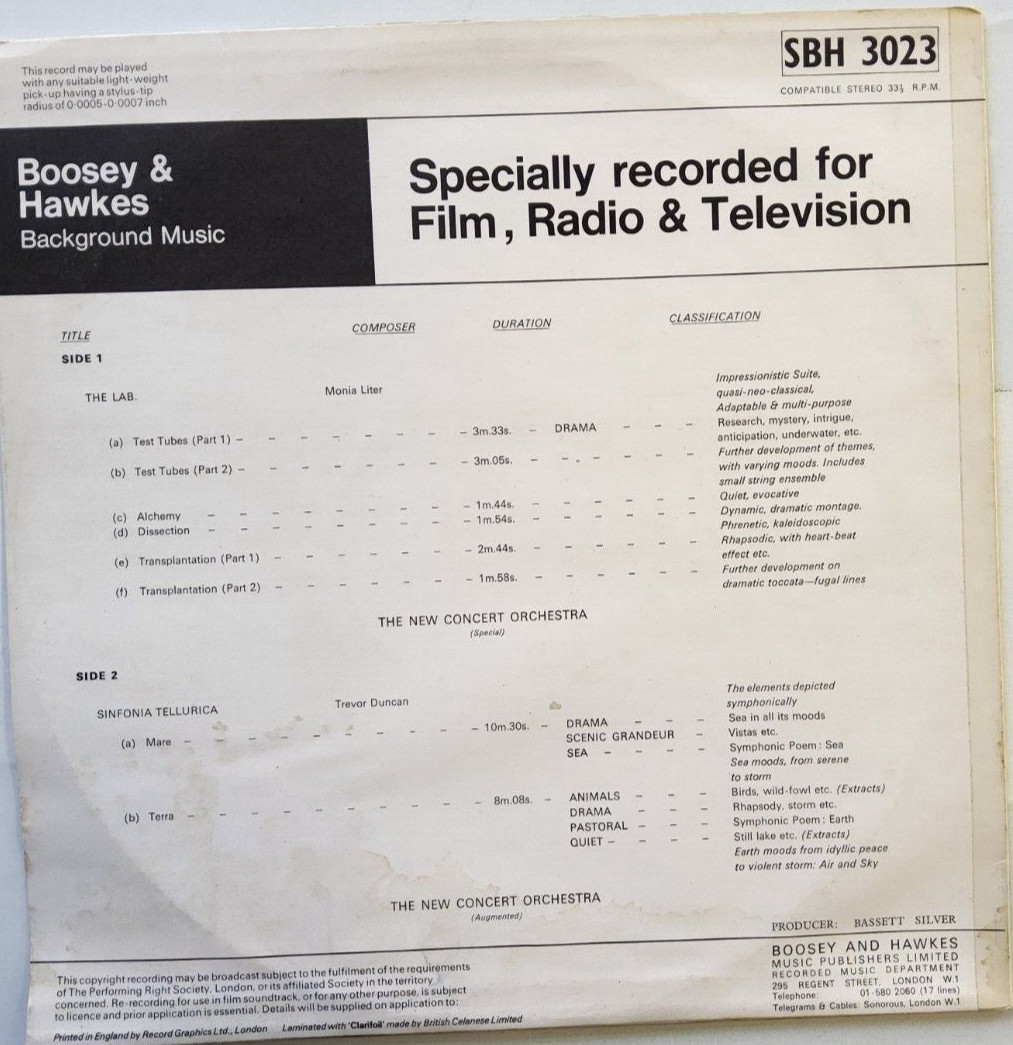 This record may be played
with any suitable light-weight
pick-up having a stylus-tip
radius of 0·0005-0·0007 inch
SBH 3023
COMPATIBLE STEREO 33⅓ R.P.M.
Boosey &
Hawkes
Background Music
Specially recorded for
Film, Radio & Television
TITLE COMPOSER DURATION CLASSIFICATION
SIDE 1
THE LAB. Monia Liter Impressionistic Suite,
quasi-neo-classical,
Adaptable & multi-purpose
(a) Test Tubes (Part 1) – – – – – – – – 3m.33s. – DRAMA – – – Research, mystery, intrigue,
anticipation, underwater, etc.
(b) Test Tubes (Part 2) – – – – – – – – 3m.05s. – – – – – – Further development of themes,
with varying moods. Includes
small string ensemble
(c) Alchemy – – – – – – – – – 1m.44s. – – – – – – Quiet, evocative
(d) Dissection – – – – – – – – – 1m.54s. – – – – – – Dynamic, dramatic montage.
Phrenetic, kaleidoscopic
(e) Transplantation (Part 1) – – – – – – – 2m.44s. – – – – – – Rhapsodic, with heart-beat
effect etc.
(f) Transplantation (Part 2) – – – – – – – 1m.58s. – – – – – – Further development on
dramatic toccata—fugal lines
THE NEW CONCERT ORCHESTRA
(Special)
SIDE 2
SINFONIA TELLURICA Trevor Duncan The elements depicted
symphonically
(a) Mare – – – – – – – – – – 10m.30s. – DRAMA – – – Sea in all its moods
SCENIC GRANDEUR – Vistas etc.
SEA – – – – Symphonic Poem : Sea
Sea moods, from serene
to storm
(b) Terra – – – – – – – – – – 8m.08s. – ANIMALS – – – Birds, wild-fowl etc. (Extracts)
DRAMA – – – Rhapsody, storm etc.
PASTORAL – – – Symphonic Poem : Earth
QUIET – – – – Still lake etc. (Extracts)
Earth moods from idyllic peace
to violent storm: Air and Sky
THE NEW CONCERT ORCHESTRA
(Augmented)
PRODUCER: BASSETT SILVER
This copyright recording may be broadcast subject to the fulfilment of the requirements
of The Performing Right Society, London, or its affiliated Society in the territory
concerned. Re-recording for use in film soundtrack, or for any other purpose, is subject
to licence and prior application is essential. Details will be supplied on application to:
Printed in England by Record Graphics Ltd., London Laminated with 'Clarifoil' made by British Celanese Limited
BOOSEY AND HAWKES
MUSIC PUBLISHERS LIMITED
RECORDED MUSIC DEPARTMENT
295 REGENT STREET, LONDON W.1
Telephone: 01-580 2060 (17 lines)
Telegrams & Cables: Sonorous, London W.1